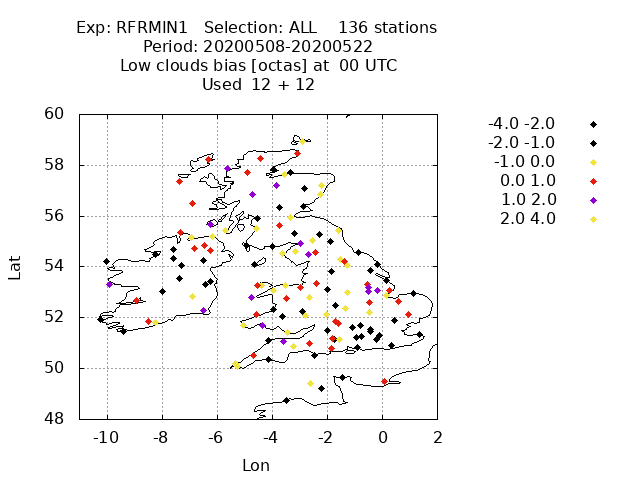 Exp: RFRMIN1   Selection: ALL    136 stations
Period: 20200508-20200522
Low clouds bias [octas] at  00 UTC
Used  12 + 12
60
58
56
54
52
50
48
-10 -8 -6 -4 -2 0 2
Lat
Lon
-4.0 -2.0
-2.0 -1.0
-1.0 0.0
0.0 1.0
1.0 2.0
2.0 4.0